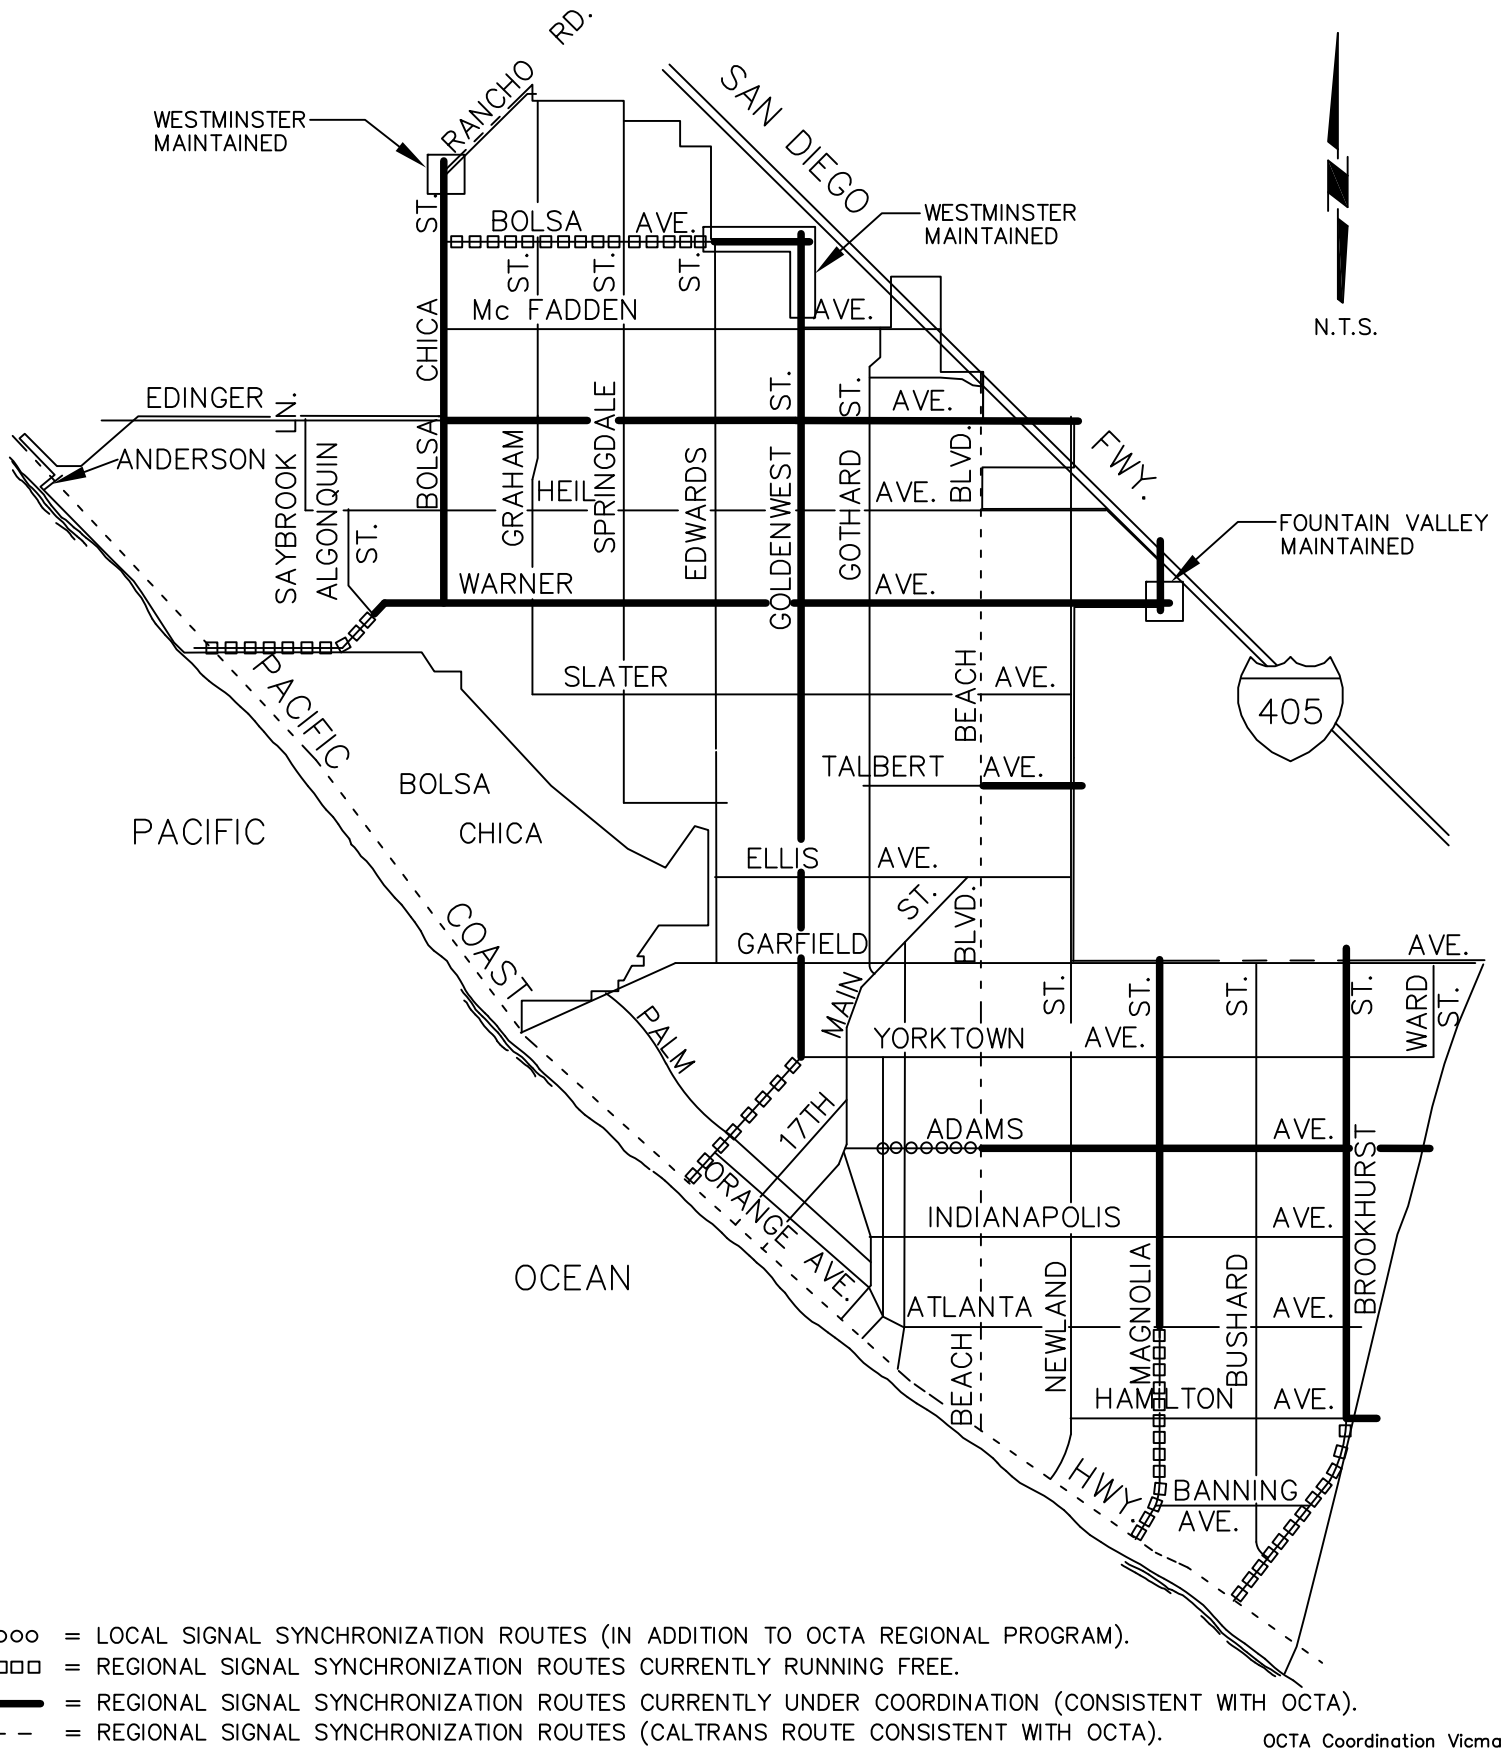 RANCHO RD.
SAN DIEGO
WESTMINSTER
MAINTAINED
WESTMINSTER
MAINTAINED
N.T.S.
BOLSA AVE.
ST.
ST.
ST.
ST.
Mc FADDEN AVE.
CHICA
BOLSA
EDINGER AVE.
ANDERSON
SAYBROOK LN.
ALGONQUIN
ST.
GRAHAM
SPRINGDALE
EDWARDS
GOLDENWEST ST.
GOTHARD ST.
BLVD.
FWY.
HEIL AVE.
FOUNTAIN VALLEY
MAINTAINED
WARNER AVE.
SLATER AVE.
BEACH
405
PACIFIC
TALBERT AVE.
BOLSA
CHICA
PACIFIC
ELLIS AVE.
ST.
BLVD.
COAST
GARFIELD AVE.
MAIN
ST.
ST.
ST.
ST.
WARD
ST.
PALM
YORKTOWN AVE.
17TH
ADAMS AVE.
BROOKHURST
ORANGE AVE.
INDIANAPOLIS AVE.
OCEAN
ATLANTA AVE.
BEACH
NEWLAND
MAGNOLIA
BUSHARD
HAMILTON AVE.
HWY.
BANNING
AVE.
= LOCAL SIGNAL SYNCHRONIZATION ROUTES (IN ADDITION TO OCTA REGIONAL PROGRAM).
= REGIONAL SIGNAL SYNCHRONIZATION ROUTES CURRENTLY RUNNING FREE.
= REGIONAL SIGNAL SYNCHRONIZATION ROUTES CURRENTLY UNDER COORDINATION (CONSISTENT WITH OCTA).
= REGIONAL SIGNAL SYNCHRONIZATION ROUTES (CALTRANS ROUTE CONSISTENT WITH OCTA).
OCTA Coordination Vicma